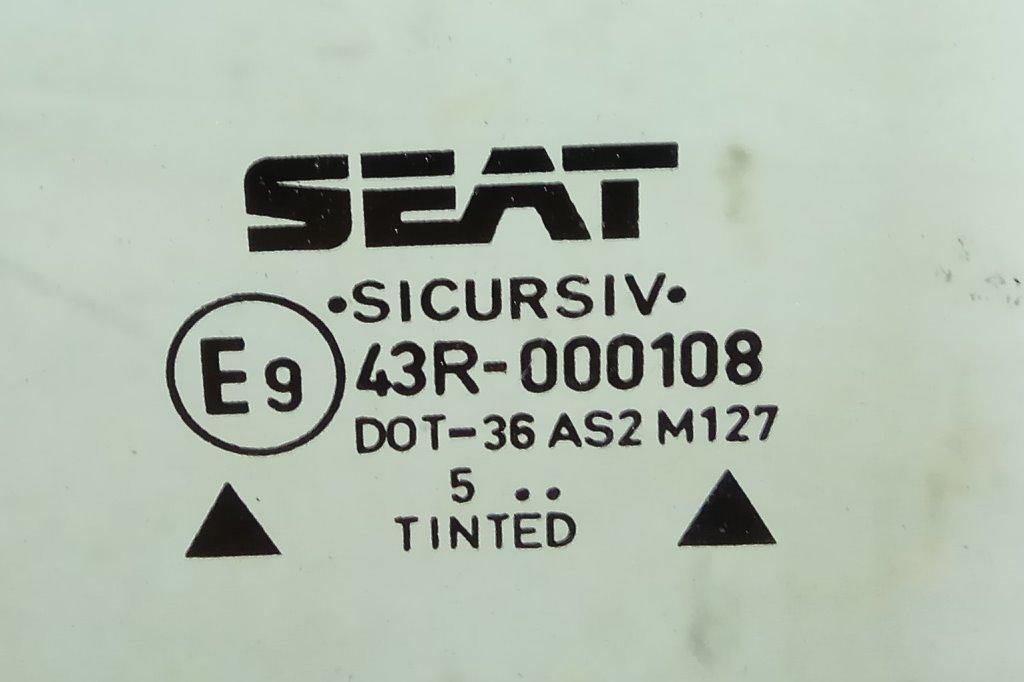 SEAT
•SICURSIV•
E9 43R-000108
DOT-36 AS2 M127
5 ..
TINTED